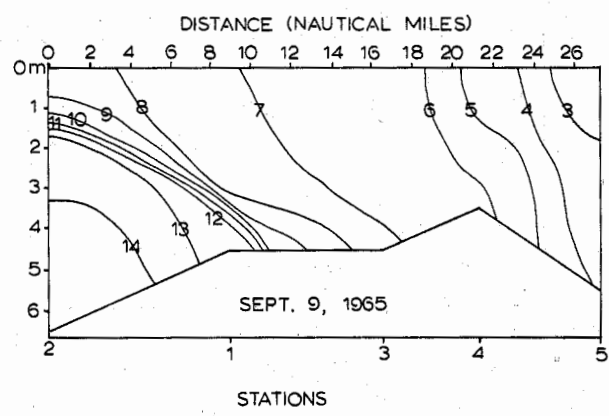 DISTANCE (NAUTICAL MILES)
0 2 4 6 8 10 12 14 16 18 20 22 24 26
0m
1
2
3
4
5
6
11 10 9 8 7 6 5 4 3
12
13
14
SEPT. 9, 1965
2 1 3 4 5
STATIONS